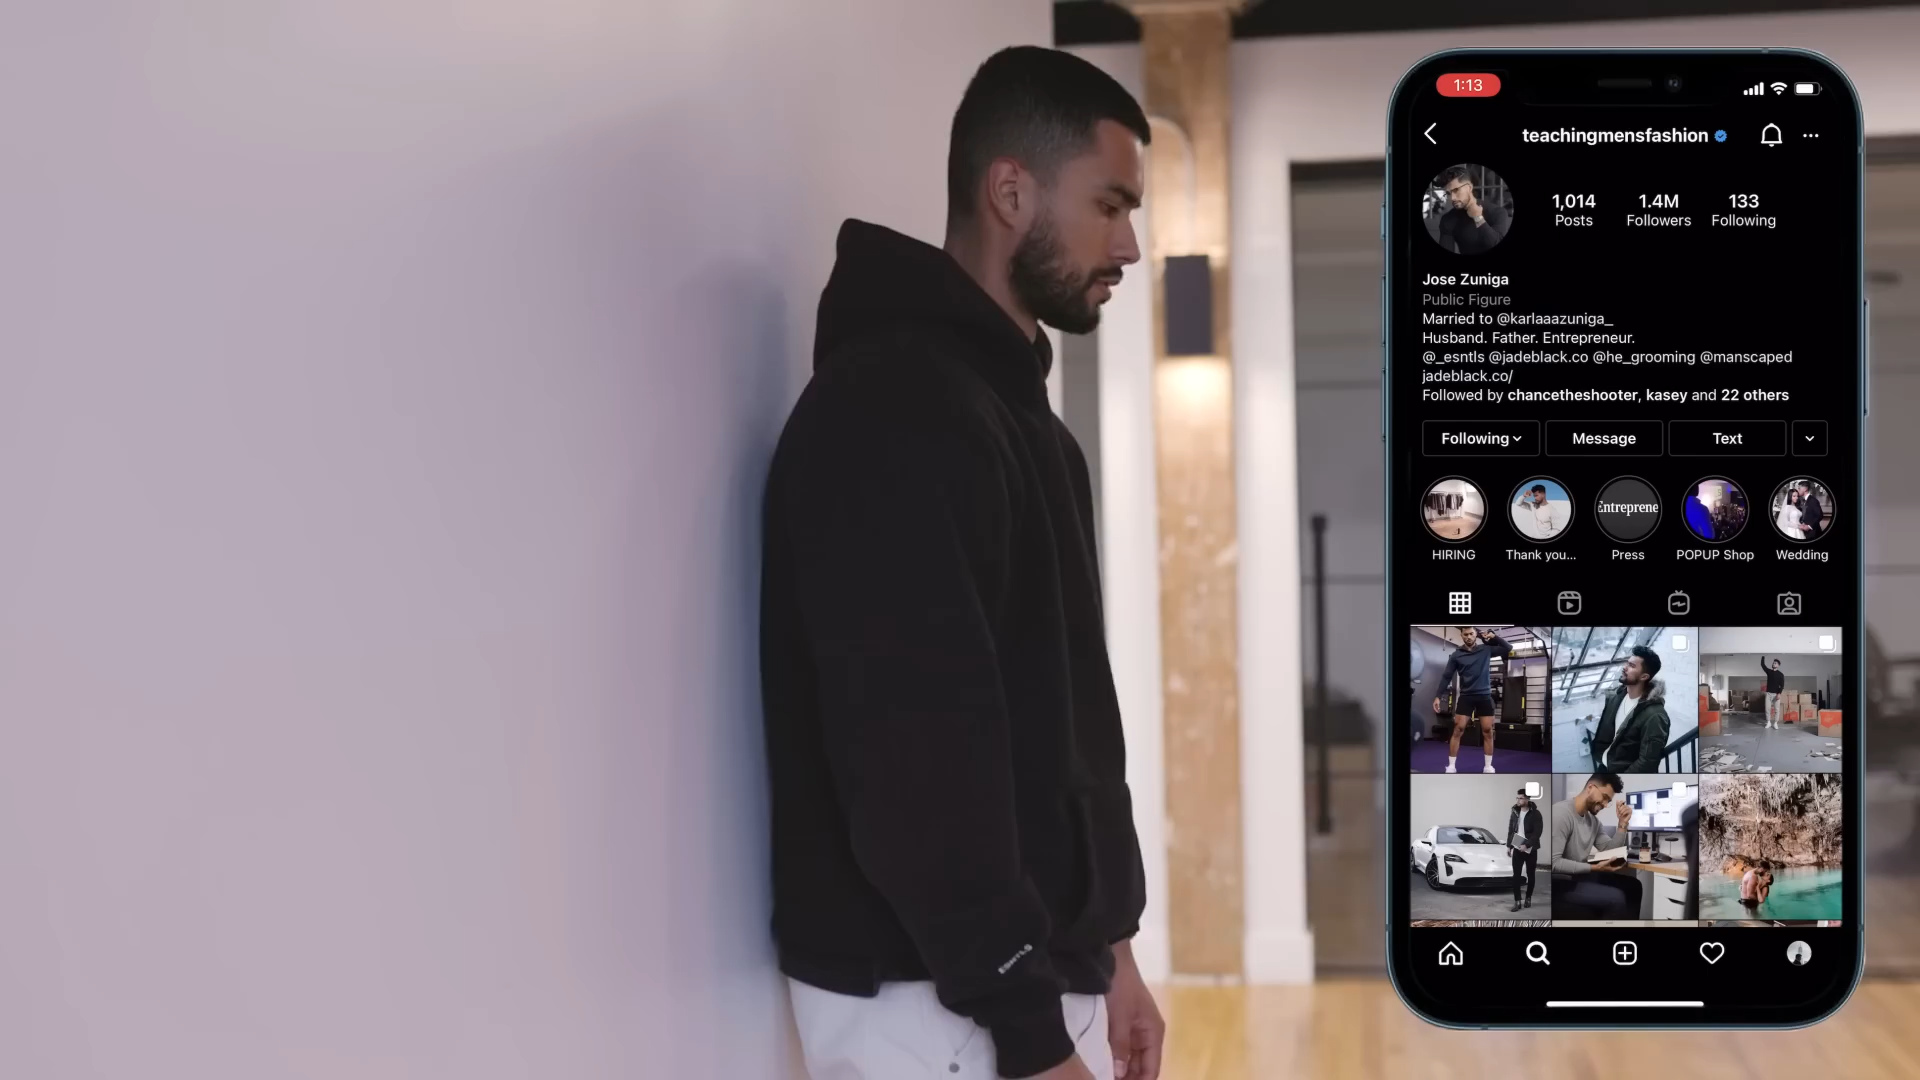 1:13
teachingmensfashion
1,014
Posts
1.4M
Followers
133
Following
Jose Zuniga
Public Figure
Married to @karlaaazuniga_
Husband. Father. Entrepreneur.
@_esntls @jadeblack.co @he_grooming @manscaped
jadeblack.co/
Followed by chancetheshooter, kasey and 22 others
Following
Message
Text
Entreprene
HIRING
Thank you...
Press
POPUP Shop
Wedding
ESNTLS